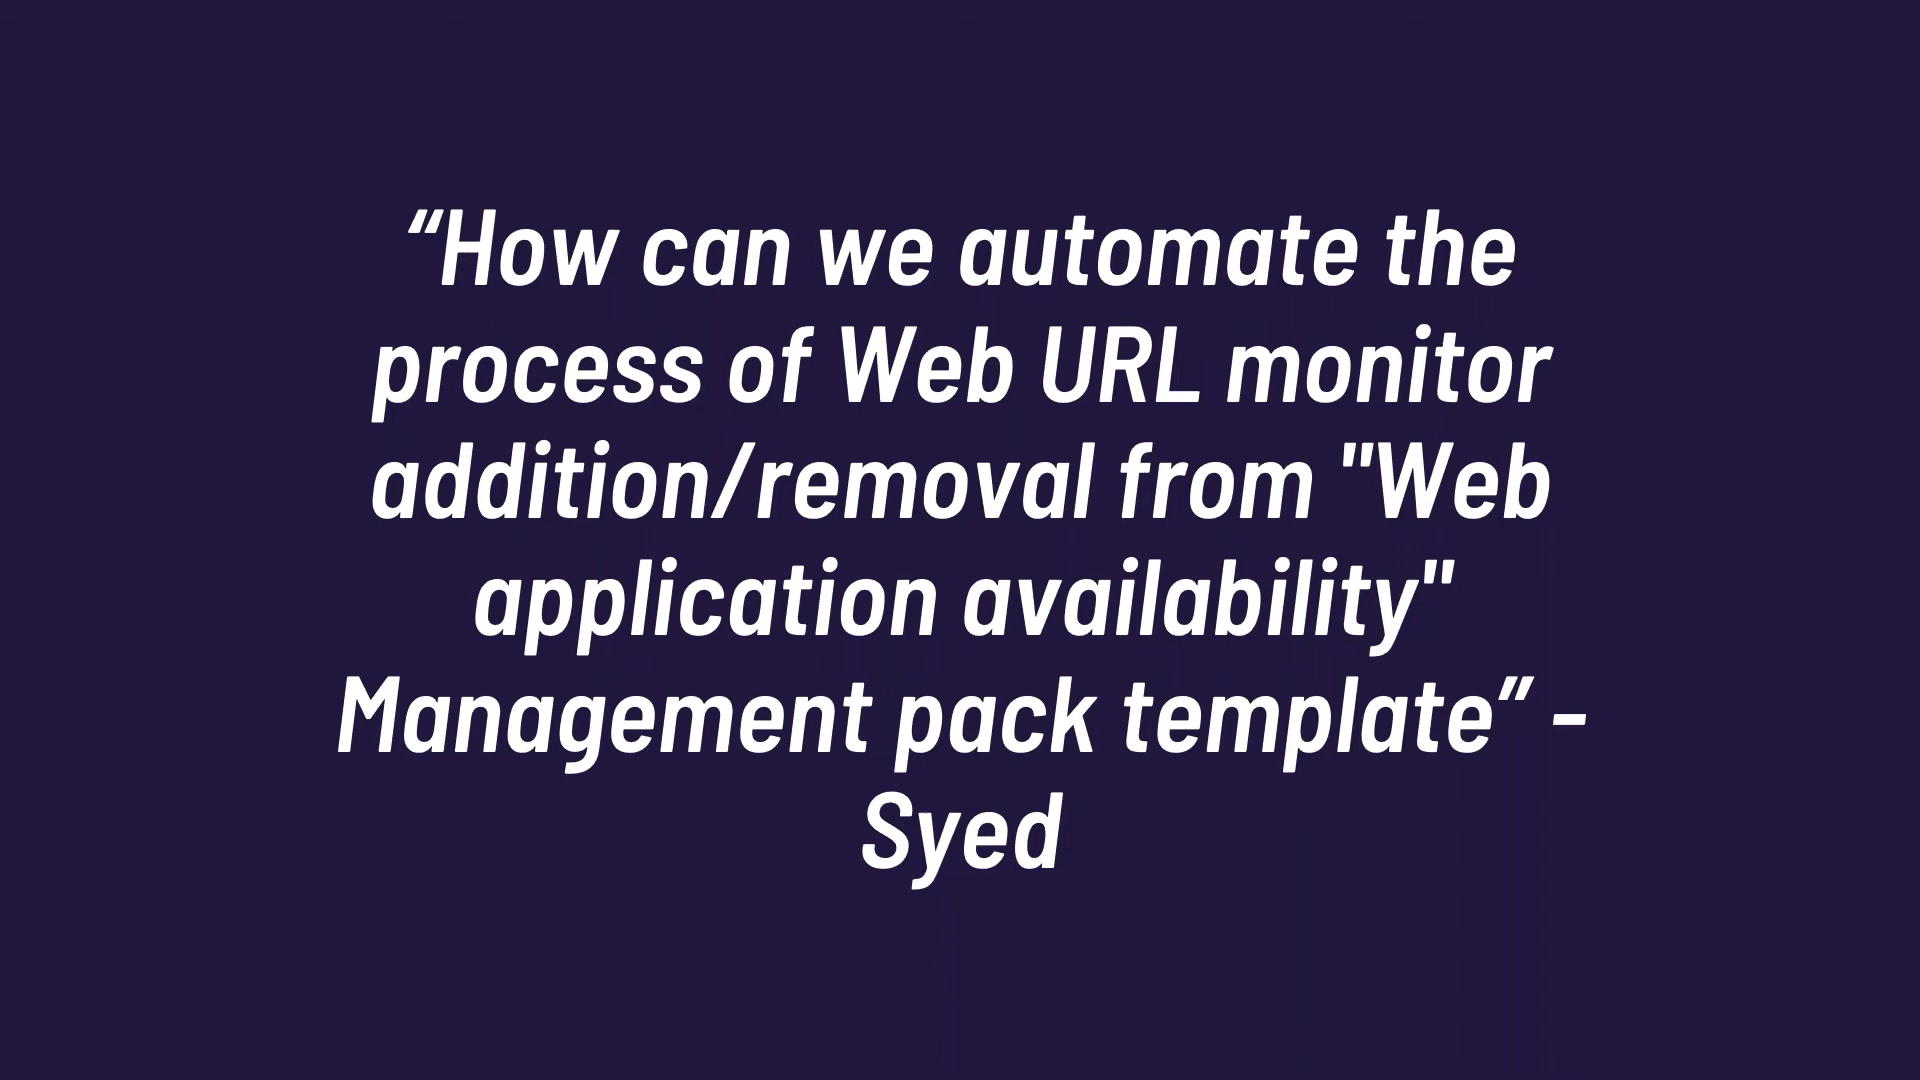 “How can we automate the
process of Web URL monitor
addition/removal from "Web
application availability"
Management pack template” -
Syed